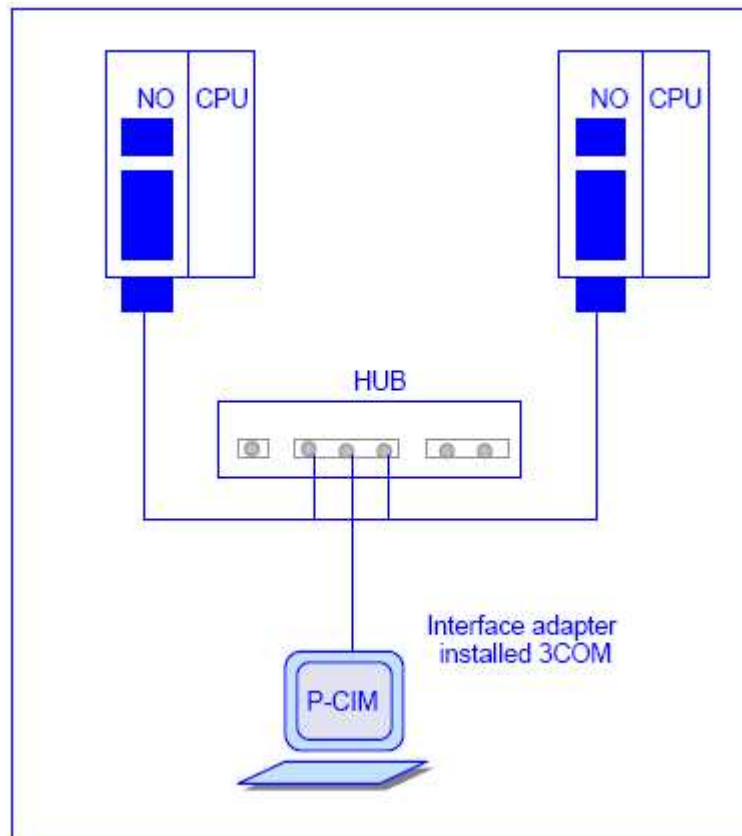 NO CPU
NO CPU
HUB
Interface adapter
installed 3COM
P-CIM